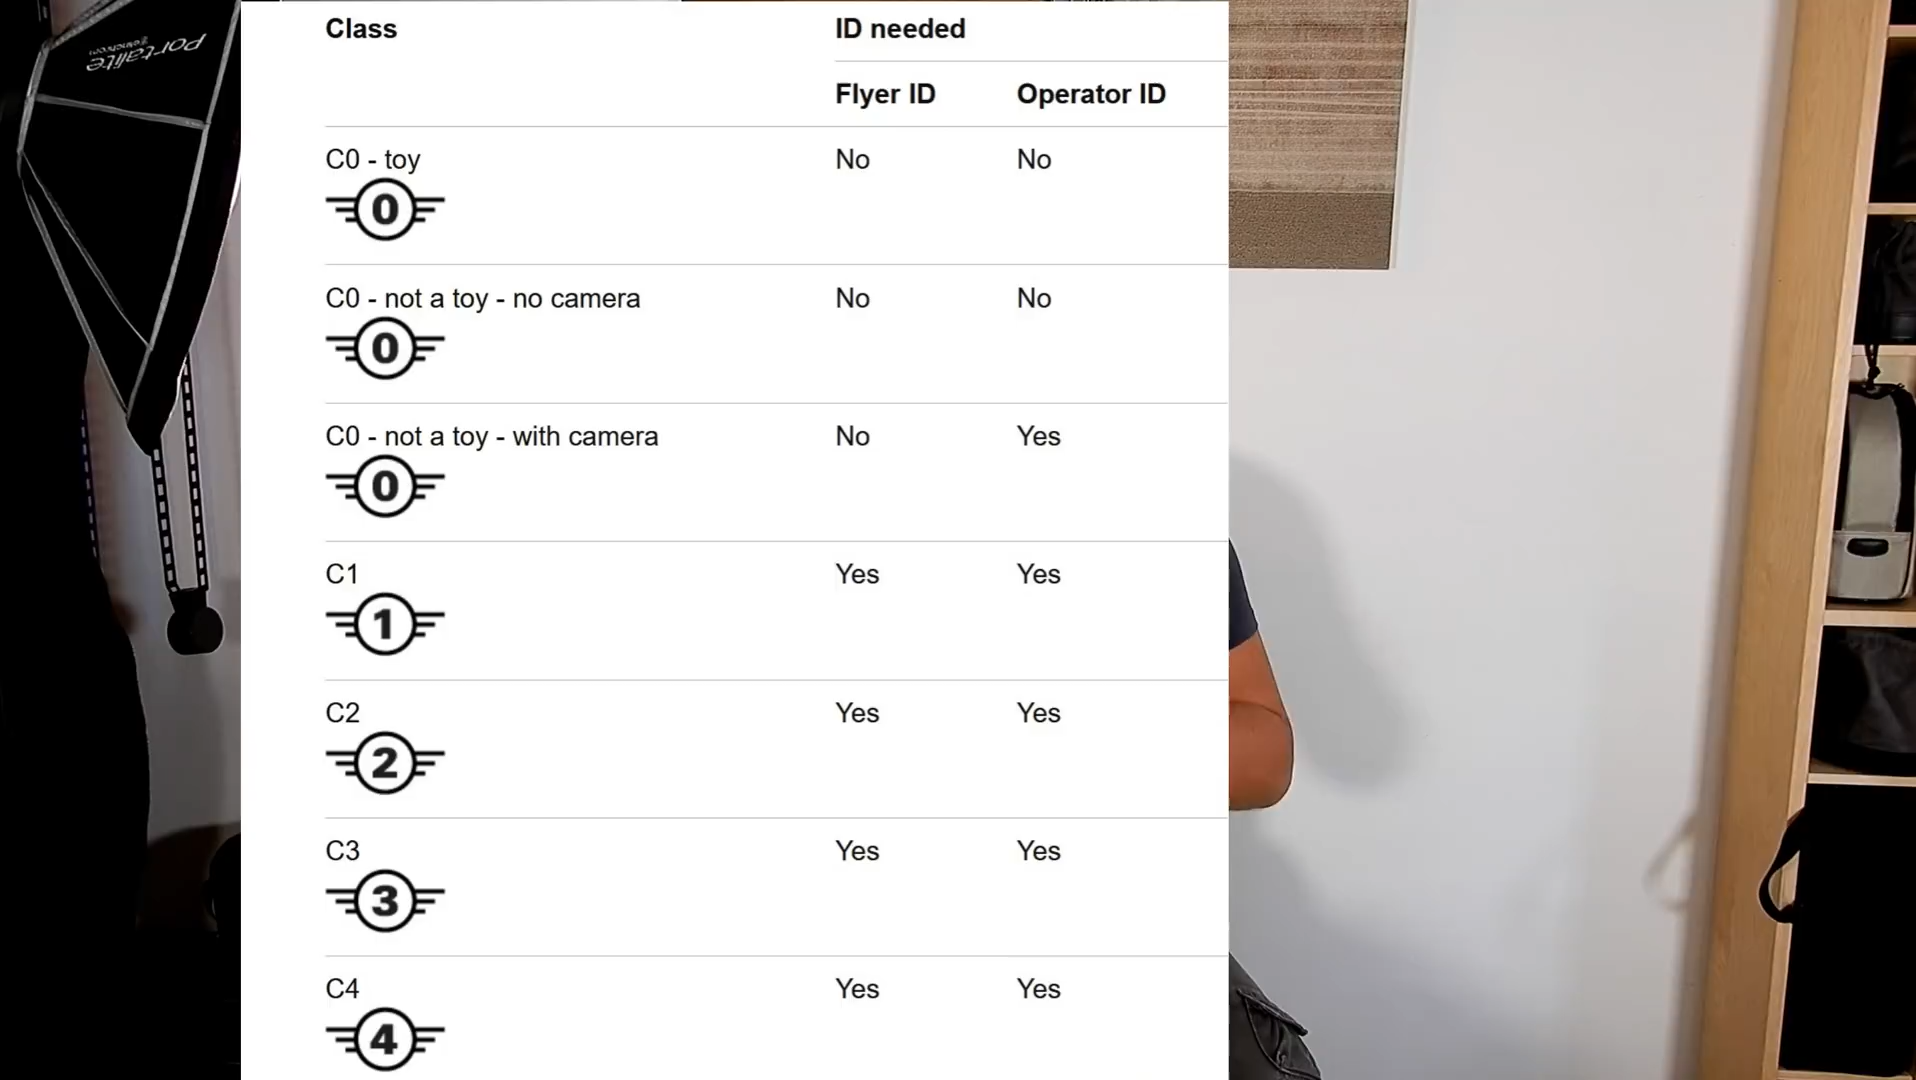 Portalite
@elinchrom
Class ID needed
Flyer ID Operator ID
C0 - toy No No
0
C0 - not a toy - no camera No No
0
C0 - not a toy - with camera No Yes
0
C1 Yes Yes
1
C2 Yes Yes
2
C3 Yes Yes
3
C4 Yes Yes
4